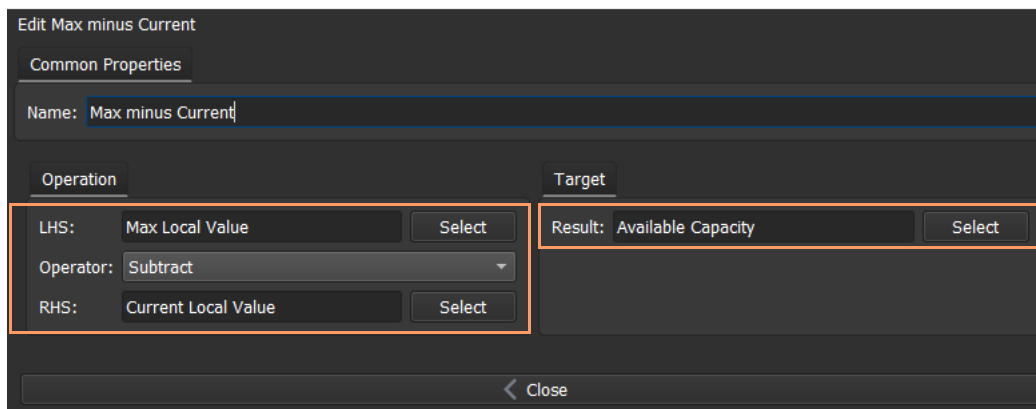 Edit Max minus Current
Common Properties
Name: Max minus Current
Operation
LHS: Max Local Value Select
Operator: Subtract
RHS: Current Local Value Select
Target
Result: Available Capacity Select
Close